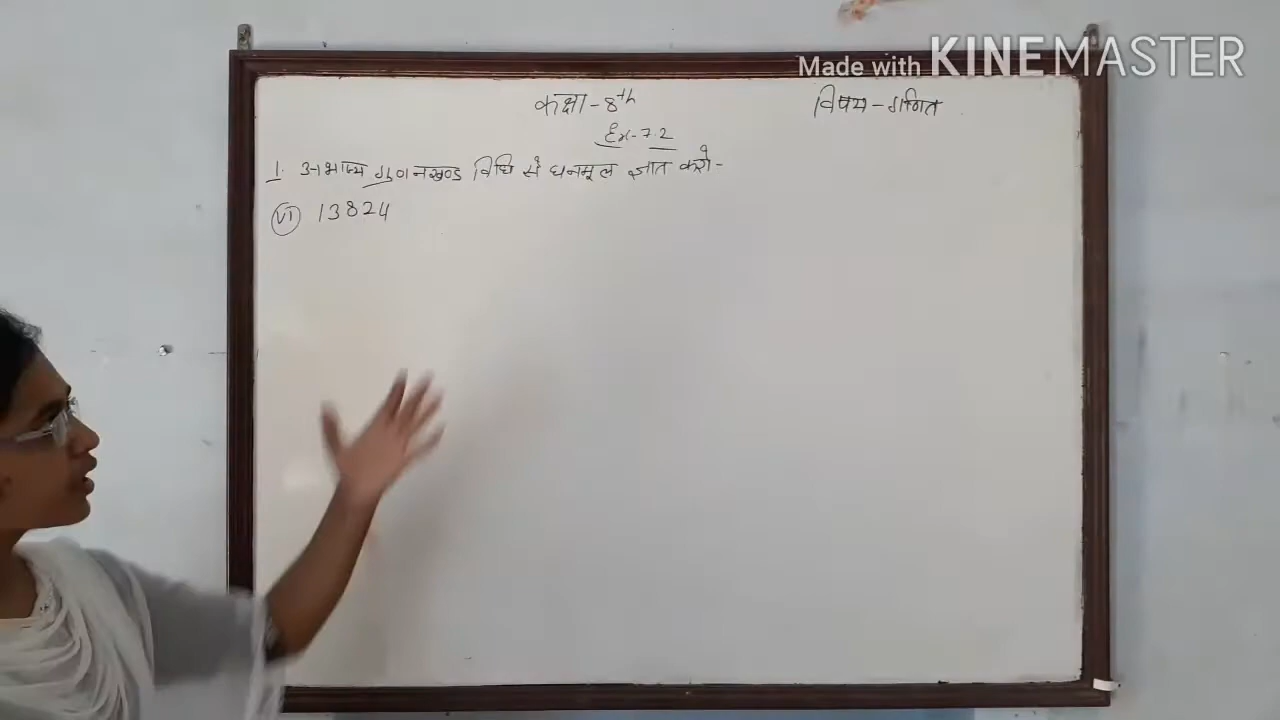 Made with KINEMASTER
कक्षा - 8th विषय - गणित
Ex - 7.2
1. अभाज्य गुणनखण्ड विधि से घनमूल ज्ञात करो -
(VI) 13824